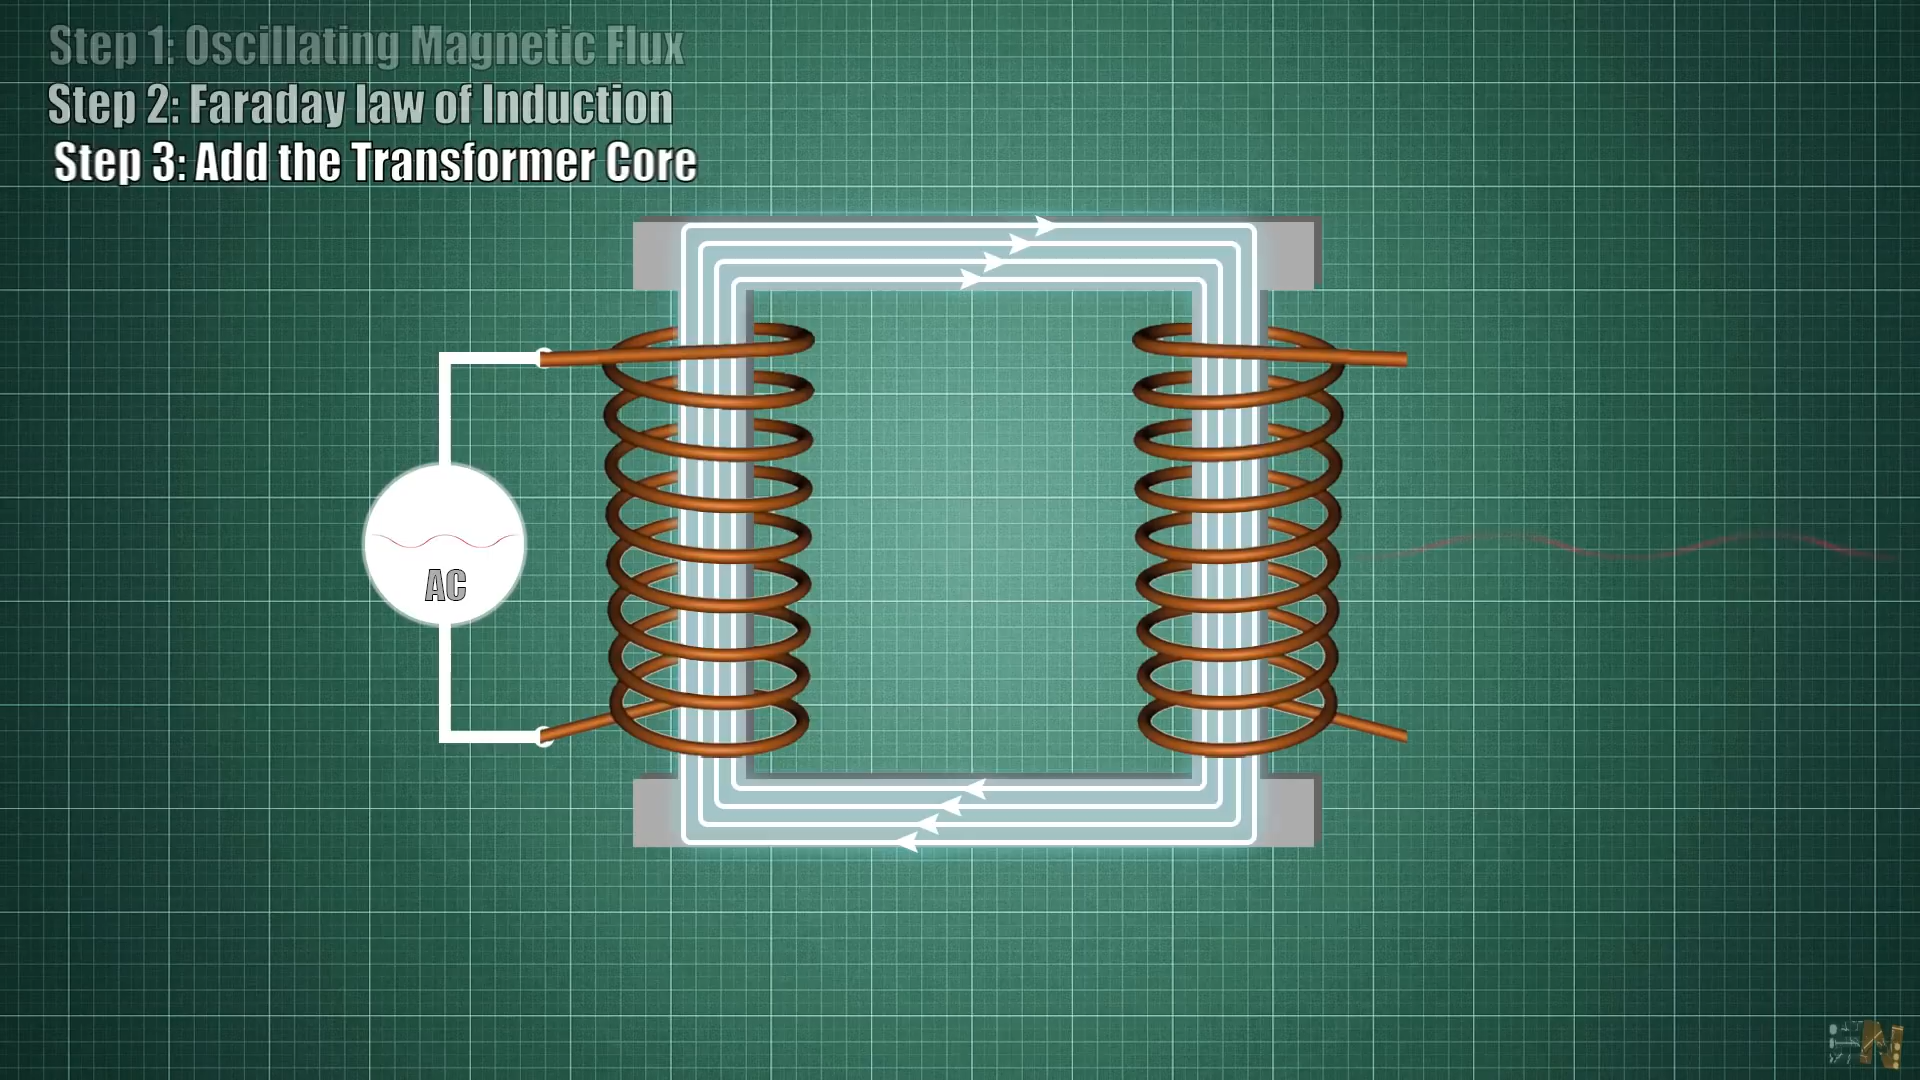 Step 1: Oscillating Magnetic Flux
Step 2: Faraday law of Induction
Step 3: Add the Transformer Core
AC